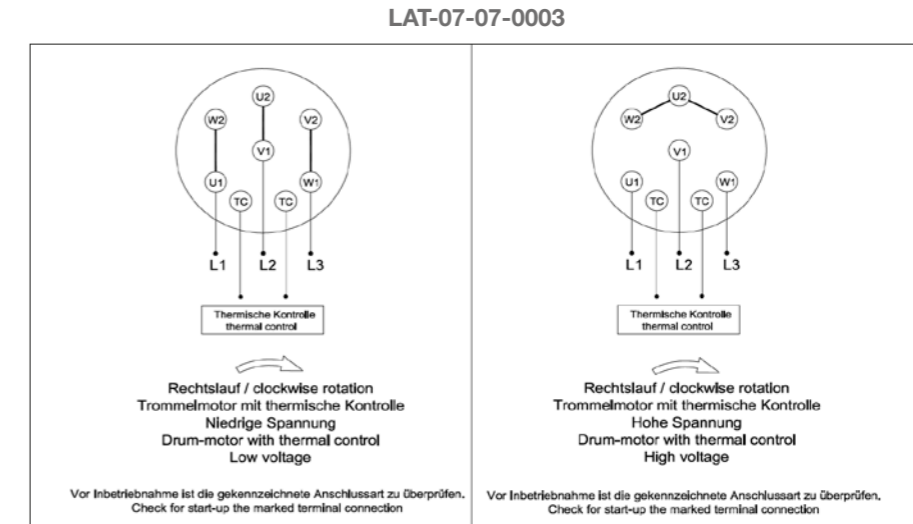 LAT-07-07-0003
U2
W2 V2
V1
U1 W1
TC TC
L1 L2 L3
Thermische Kontrolle
thermal control
Rechtslauf / clockwise rotation
Trommelmotor mit thermische Kontrolle
Niedrige Spannung
Drum-motor with thermal control
Low voltage
Vor Inbetriebnahme ist die gekennzeichnete Anschlussart zu überprüfen.
Check for start-up the marked terminal connection
U2
W2 V2
V1
U1 W1
TC TC
L1 L2 L3
Thermische Kontrolle
thermal control
Rechtslauf / clockwise rotation
Trommelmotor mit thermische Kontrolle
Hohe Spannung
Drum-motor with thermal control
High voltage
Vor Inbetriebnahme ist die gekennzeichnete Anschlussart zu überprüfen.
Check for start-up the marked terminal connection